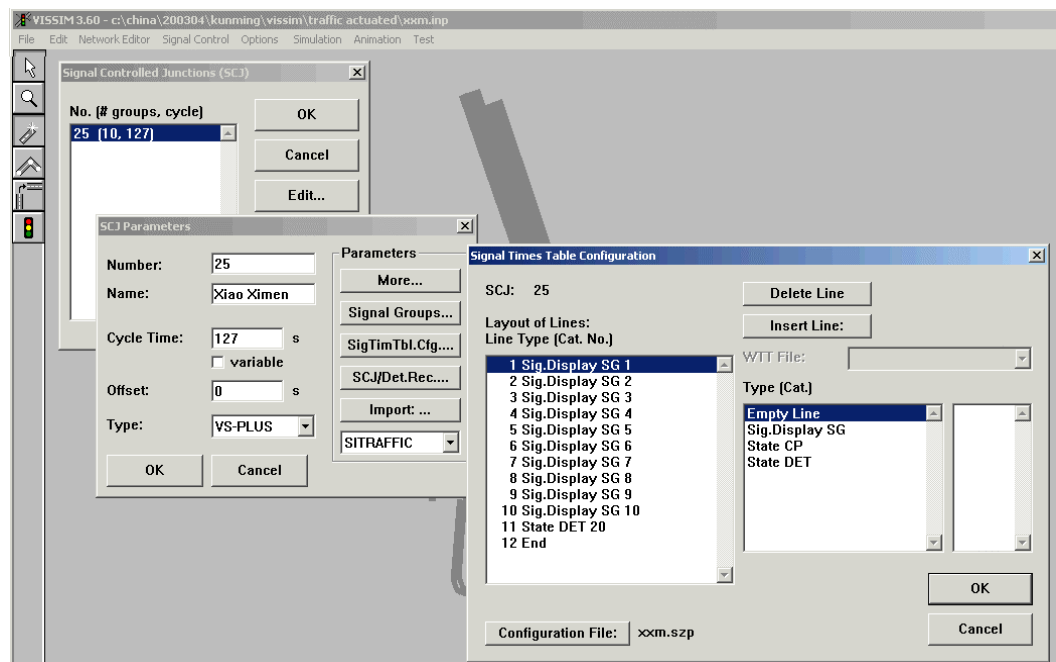 VISSIM 3.60 - c:\china\200304\kunming\vissim\traffic actuated\xxm.inp
File Edit Network Editor Signal Control Options Simulation Animation Test
Signal Controlled Junctions (SCJ)
No. (# groups, cycle)
25 (10, 127)
OK
Cancel
Edit...
SCJ Parameters
Number: 25
Name: Xiao Ximen
Cycle Time: 127 s
variable
Offset: 0 s
Type: VS-PLUS
OK Cancel
Parameters
More...
Signal Groups...
SigTimTbl.Cfg....
SCJ/Det.Rec....
Import: ...
SITRAFFIC
Signal Times Table Configuration
SCJ: 25
Layout of Lines:
Line Type (Cat. No.)
1 Sig.Display SG 1
2 Sig.Display SG 2
3 Sig.Display SG 3
4 Sig.Display SG 4
5 Sig.Display SG 5
6 Sig.Display SG 6
7 Sig.Display SG 7
8 Sig.Display SG 8
9 Sig.Display SG 9
10 Sig.Display SG 10
11 State DET 20
12 End
Delete Line
Insert Line:
WTT File:
Type (Cat.)
Empty Line
Sig.Display SG
State CP
State DET
OK
Cancel
Configuration File: xxm.szp